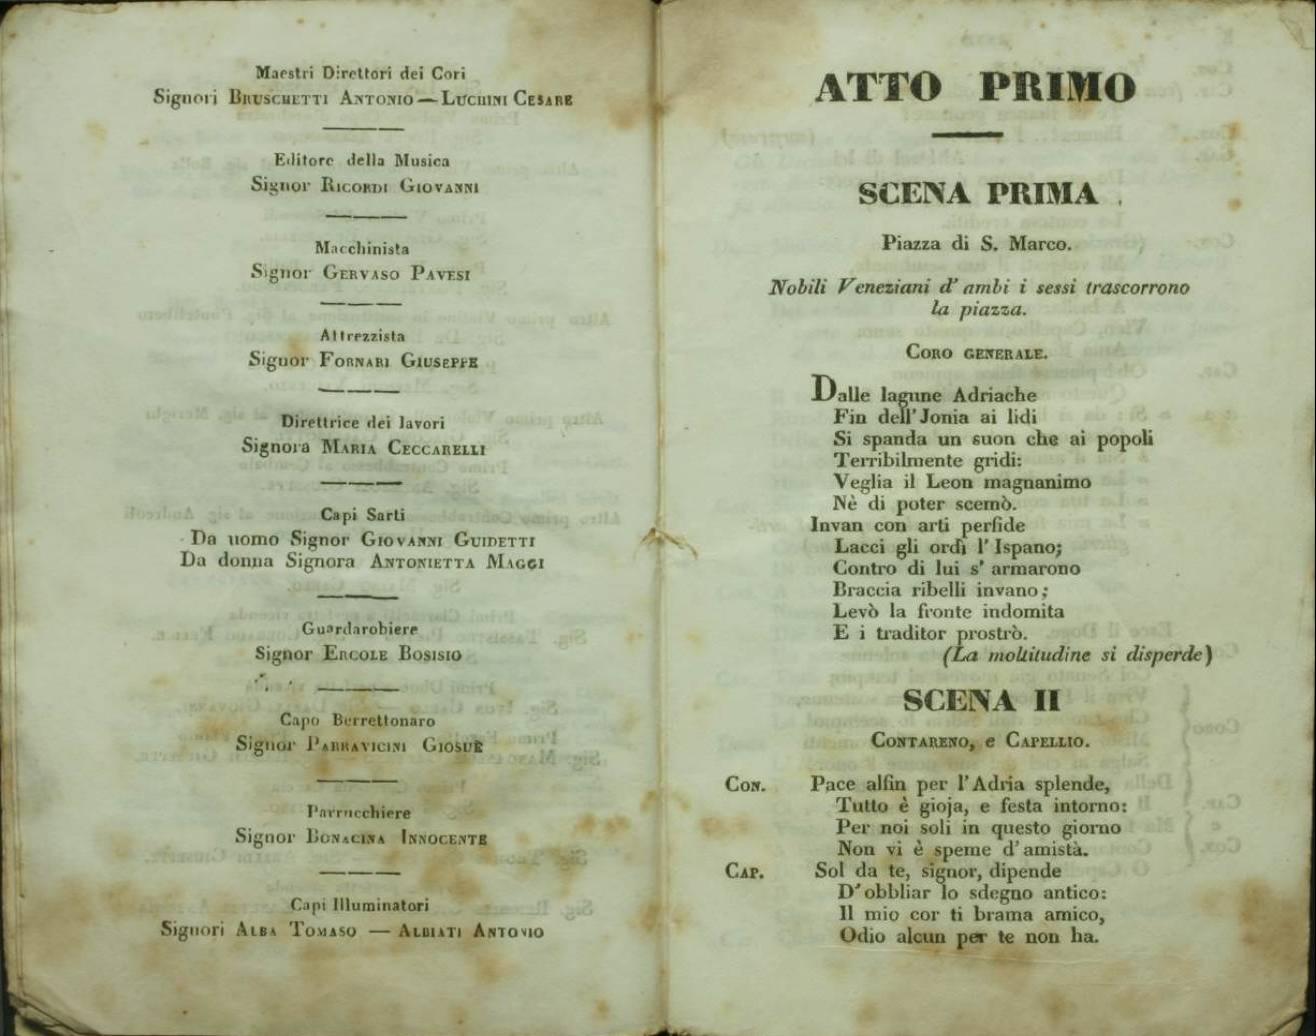 Maestri Direttori dei Cori
Signori BRUSCHETTI ANTONIO — LUCHINI CESARE
Editore della Musica
Signor RICORDI GIOVANNI
Macchinista
Signor GERVASO PAVESI
Attrezzista
Signor FORNARI GIUSEPPE
Direttrice dei lavori
Signora MARIA CECCARELLI
Capi Sarti
Da uomo Signor GIOVANNI GUIDETTI
Da donna Signora ANTONIETTA MAGGI
Guardarobiere
Signor ERCOLE BOSISIO
Capo Berrettonaro
Signor PARRAVICINI GIOSUÈ
Parrucchiere
Signor BONACINA INNOCENTE
Capi Illuminatori
Signori ALBA TOMASO — ALBIATI ANTONIO
ATTO PRIMO
SCENA PRIMA
Piazza di S. Marco.
Nobili Veneziani d' ambi i sessi trascorrono
la piazza.
CORO GENERALE.
Dalle lagune Adriache
Fin dell' Jonia ai lidi
Si spanda un suon che ai popoli
Terribilmente gridi:
Veglia il Leon magnanimo
Nè di poter scemò.
Invan con arti perfide
Lacci gli ordì l' Ispano;
Contro di lui s' armarono
Braccia ribelli invano;
Levò la fronte indomita
E i traditor prostrò.
(La moltitudine si disperde)
SCENA II
CONTARENO, e CAPELLIO.
CON. Pace alfin per l' Adria splende,
Tutto è gioja, e festa intorno:
Per noi soli in questo giorno
Non vi è speme d' amistà.
CAP. Sol da te, signor, dipende
D' obbliar lo sdegno antico:
Il mio cor ti brama amico,
Odio alcun per te non ha.